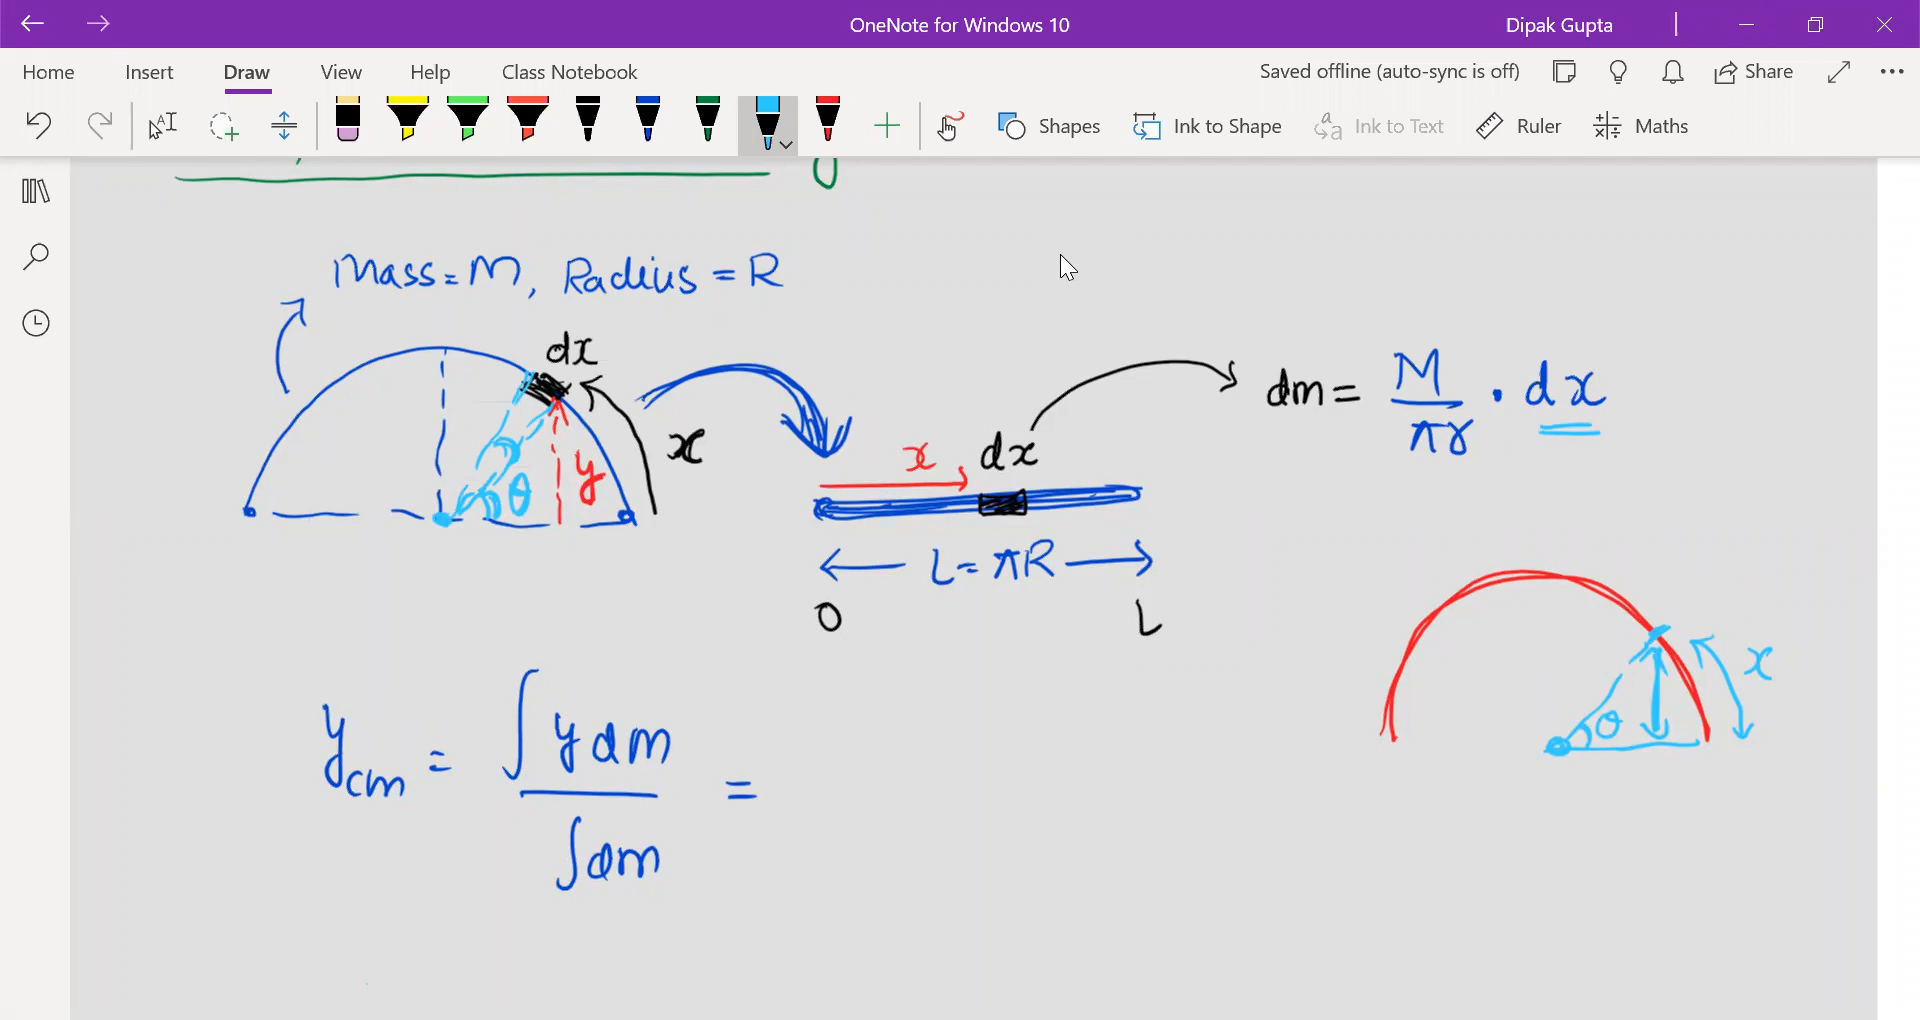 OneNote for Windows 10
Dipak Gupta
Home Insert Draw View Help Class Notebook
Saved offline (auto-sync is off) Share
Shapes Ink to Shape Ink to Text Ruler Maths
Mass = M, Radius = R
dx
x
y
θ
x dx
dm = M/πr · dx
L = πR
0 L
x
θ
y_cm = ∫ y dm / ∫ dm =